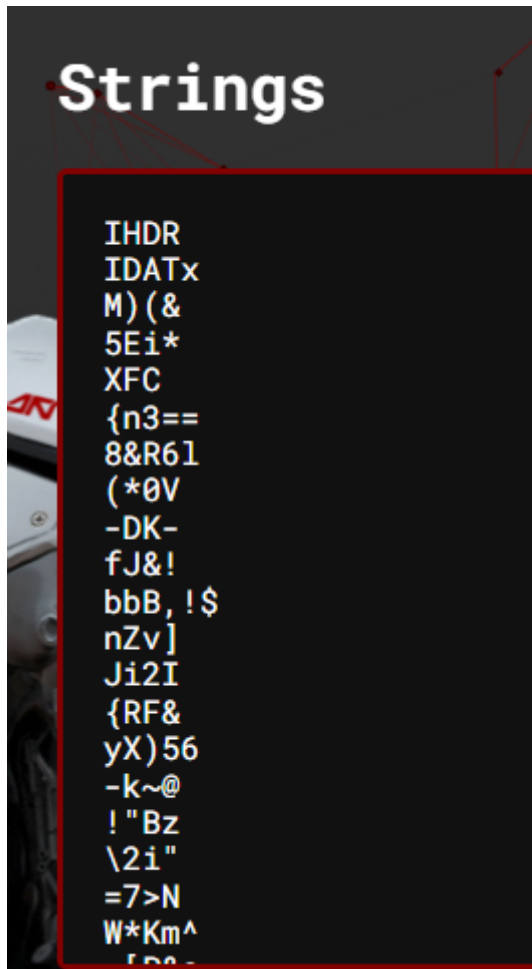 Strings
IHDR
IDATx
M)(&
5Ei*
XFC
{n3==
8&R6l
(*0V
-DK-
fJ&!
bbB,!$
nZv]
Ji2I
{RF&
yX)56
-k~@
!"Bz
\2i"
=7>N
W*Km^